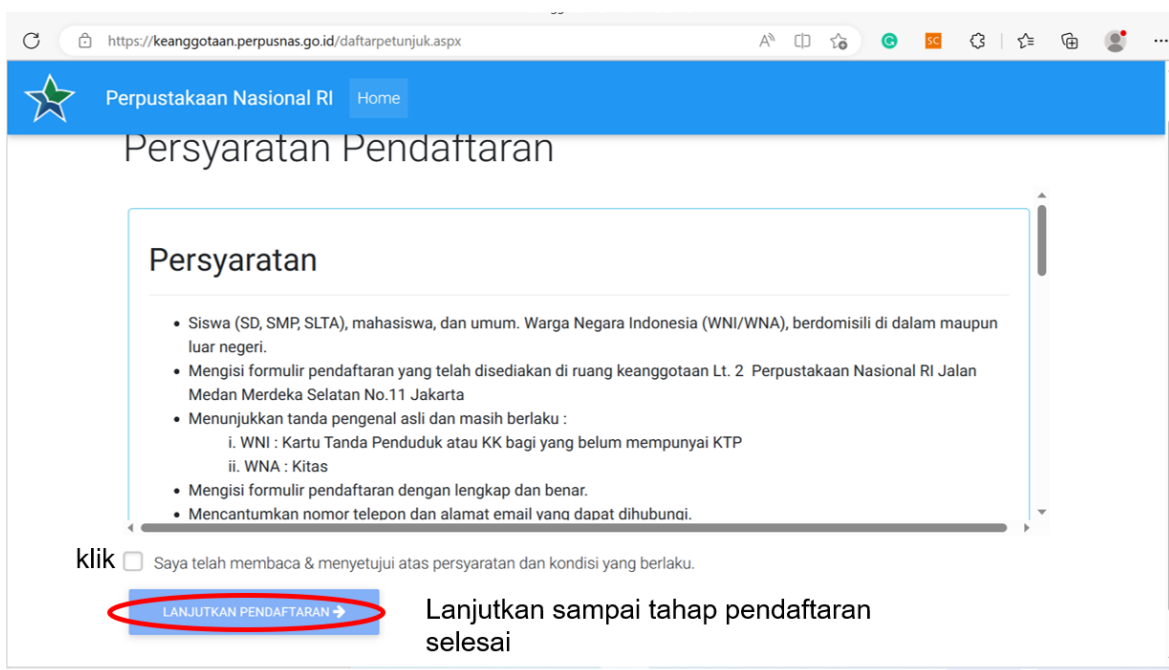 https://keanggotaan.perpusnas.go.id/daftarpetunjuk.aspx
Perpustakaan Nasional RI Home
Persyaratan Pendaftaran
Persyaratan
• Siswa (SD, SMP, SLTA), mahasiswa, dan umum. Warga Negara Indonesia (WNI/WNA), berdomisili di dalam maupun
luar negeri.
• Mengisi formulir pendaftaran yang telah disediakan di ruang keanggotaan Lt. 2 Perpustakaan Nasional RI Jalan
Medan Merdeka Selatan No.11 Jakarta
• Menunjukkan tanda pengenal asli dan masih berlaku :
i. WNI : Kartu Tanda Penduduk atau KK bagi yang belum mempunyai KTP
ii. WNA : Kitas
• Mengisi formulir pendaftaran dengan lengkap dan benar.
• Mencantumkan nomor telepon dan alamat email yang dapat dihubungi.
klik Saya telah membaca & menyetujui atas persyaratan dan kondisi yang berlaku.
LANJUTKAN PENDAFTARAN →
Lanjutkan sampai tahap pendaftaran
selesai